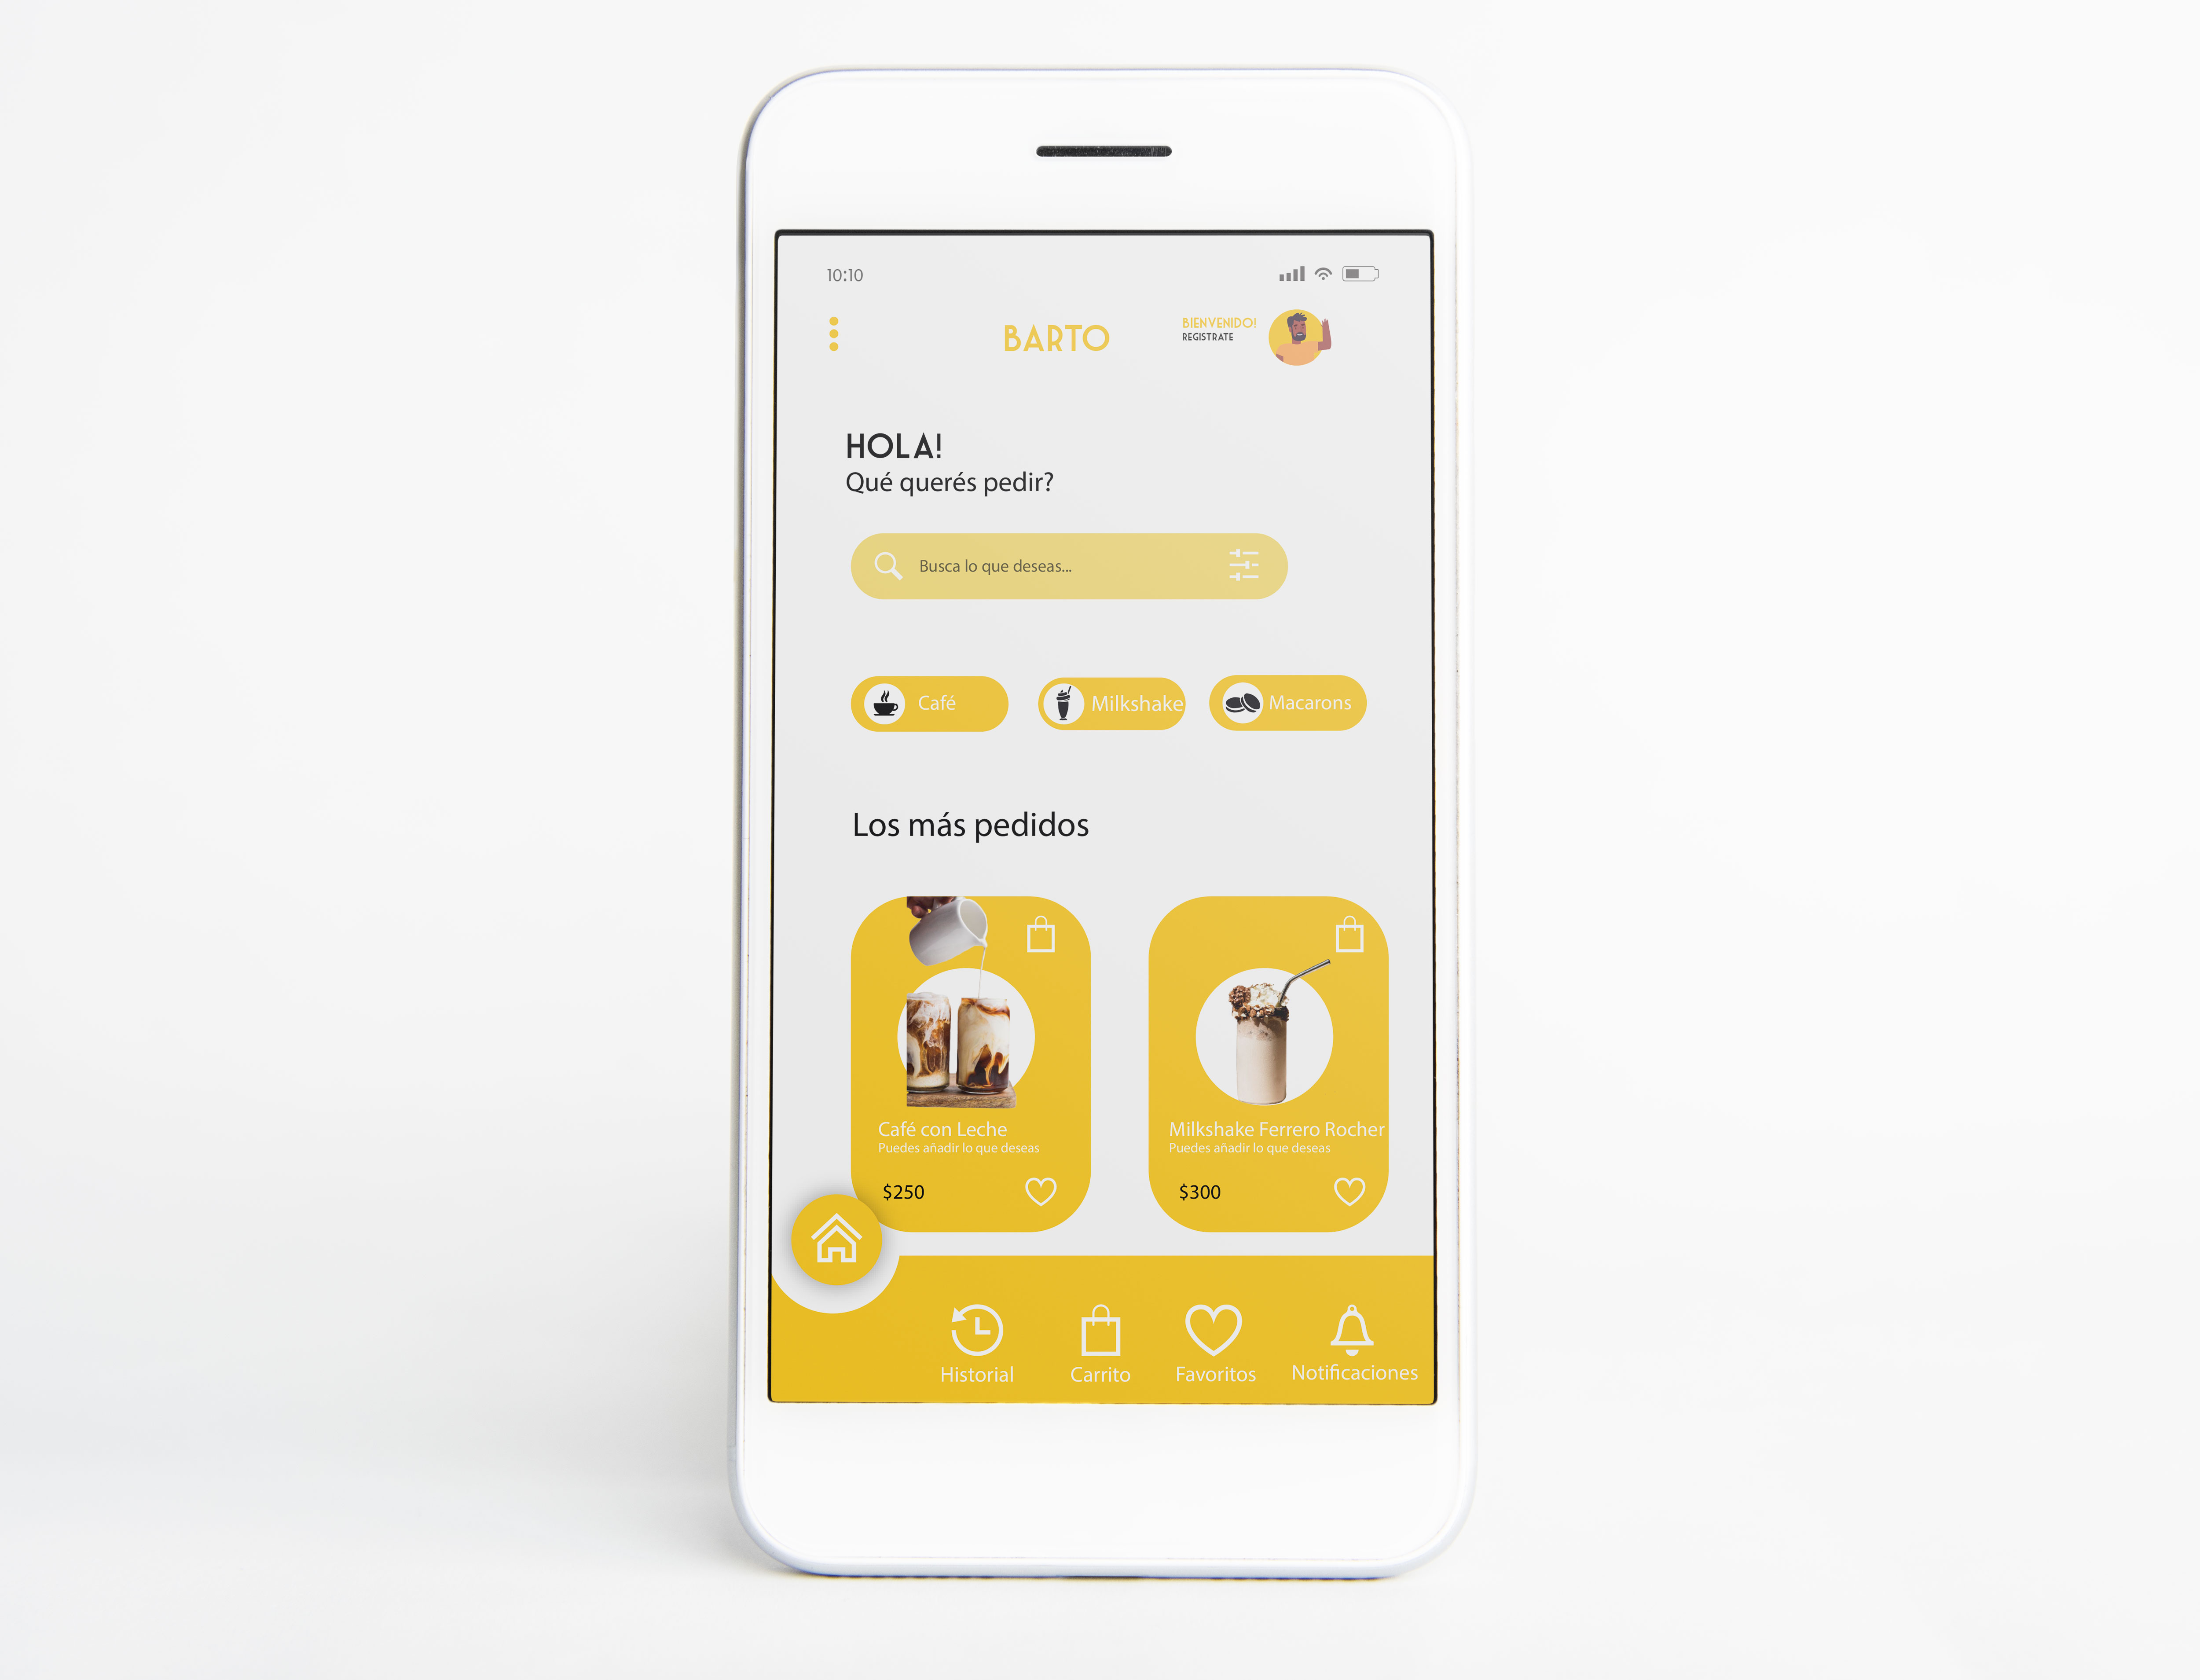 10:10
BARTO
BIENVENIDO!
REGISTRATE
HOLA!
Qué querés pedir?
Busca lo que deseas...
Café
Milkshake
Macarons
Los más pedidos
Café con Leche
Puedes añadir lo que deseas
$250
Milkshake Ferrero Rocher
Puedes añadir lo que deseas
$300
Historial
Carrito
Favoritos
Notificaciones